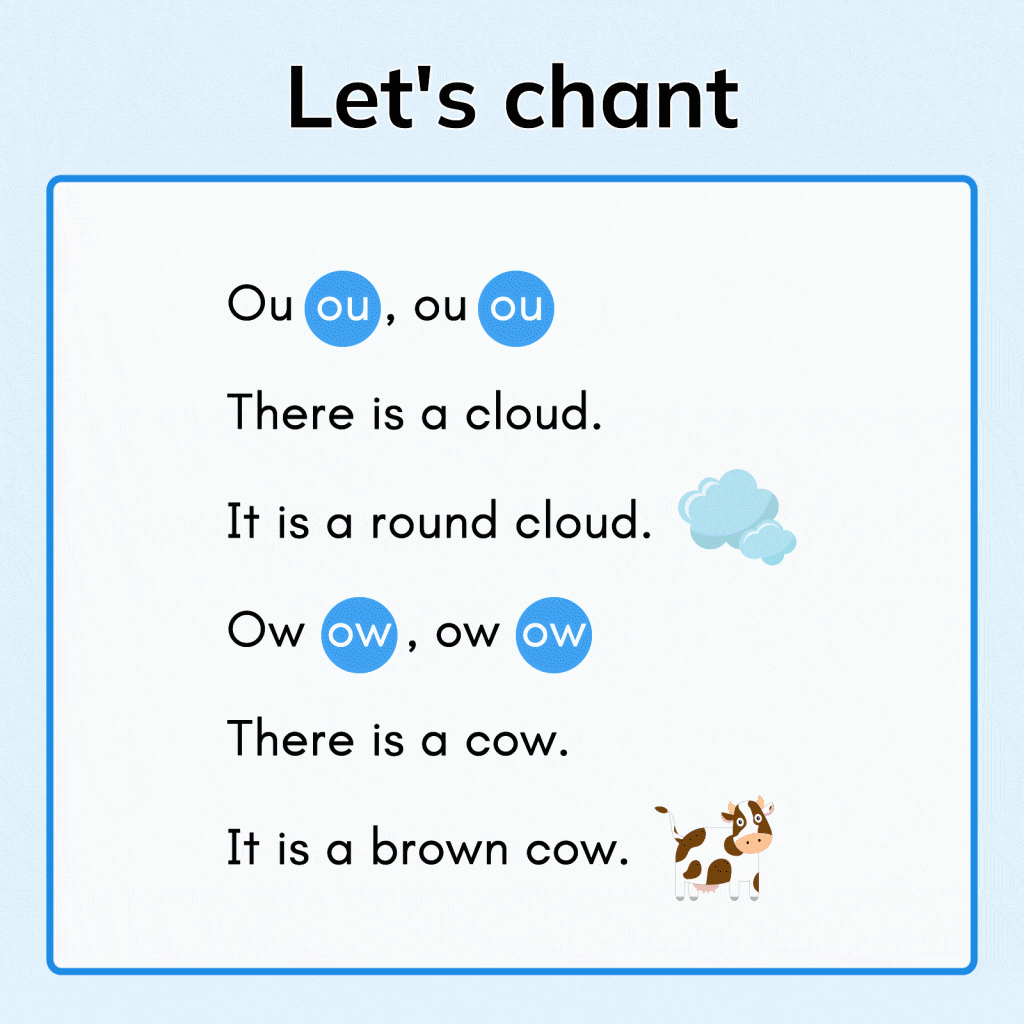 Let's chant
Ou ou, ou ou
There is a cloud.
It is a round cloud.
Ow ow, ow ow
There is a cow.
It is a brown cow.